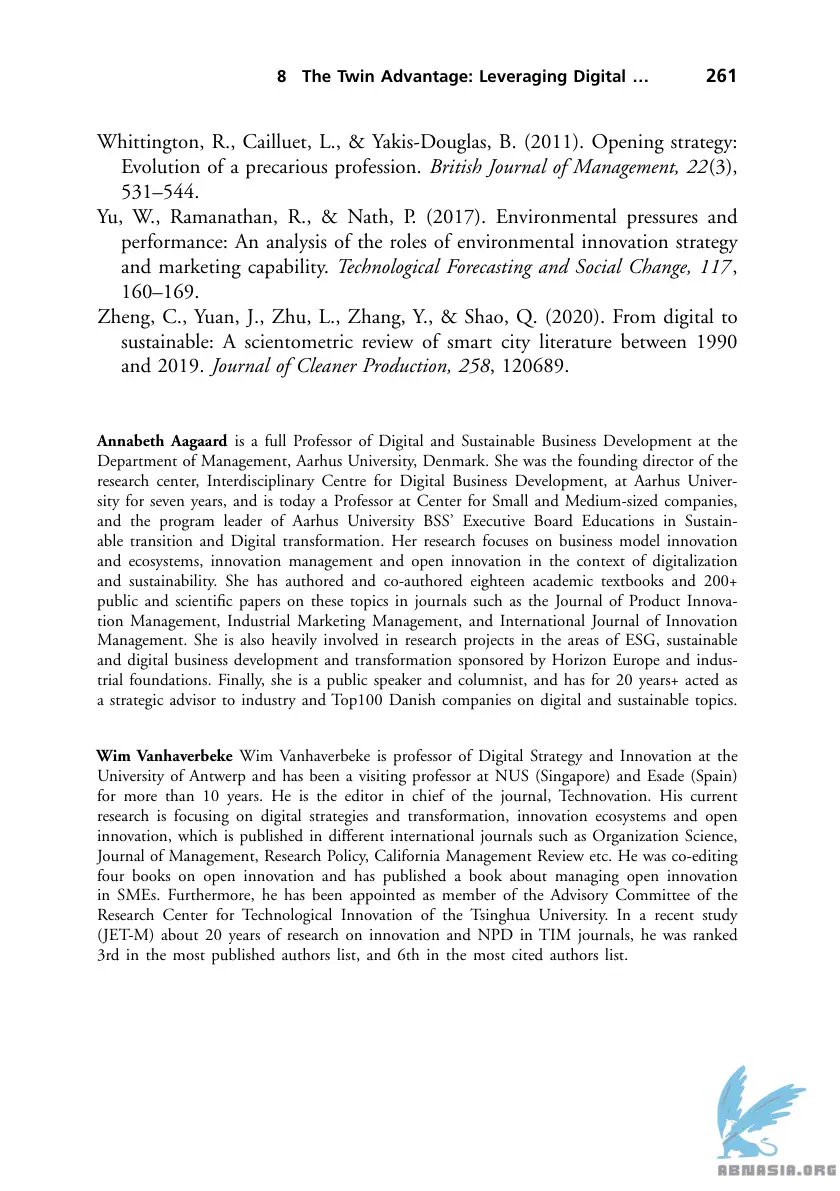 8 The Twin Advantage: Leveraging Digital … 261
Whittington, R., Cailluet, L., & Yakis-Douglas, B. (2011). Opening strategy:
Evolution of a precarious profession. British Journal of Management, 22(3),
531–544.
Yu, W., Ramanathan, R., & Nath, P. (2017). Environmental pressures and
performance: An analysis of the roles of environmental innovation strategy
and marketing capability. Technological Forecasting and Social Change, 117,
160–169.
Zheng, C., Yuan, J., Zhu, L., Zhang, Y., & Shao, Q. (2020). From digital to
sustainable: A scientometric review of smart city literature between 1990
and 2019. Journal of Cleaner Production, 258, 120689.
Annabeth Aagaard is a full Professor of Digital and Sustainable Business Development at the
Department of Management, Aarhus University, Denmark. She was the founding director of the
research center, Interdisciplinary Centre for Digital Business Development, at Aarhus Univer-
sity for seven years, and is today a Professor at Center for Small and Medium-sized companies,
and the program leader of Aarhus University BSS’ Executive Board Educations in Sustain-
able transition and Digital transformation. Her research focuses on business model innovation
and ecosystems, innovation management and open innovation in the context of digitalization
and sustainability. She has authored and co-authored eighteen academic textbooks and 200+
public and scientific papers on these topics in journals such as the Journal of Product Innova-
tion Management, Industrial Marketing Management, and International Journal of Innovation
Management. She is also heavily involved in research projects in the areas of ESG, sustainable
and digital business development and transformation sponsored by Horizon Europe and indus-
trial foundations. Finally, she is a public speaker and columnist, and has for 20 years+ acted as
a strategic advisor to industry and Top100 Danish companies on digital and sustainable topics.
Wim Vanhaverbeke Wim Vanhaverbeke is professor of Digital Strategy and Innovation at the
University of Antwerp and has been a visiting professor at NUS (Singapore) and Esade (Spain)
for more than 10 years. He is the editor in chief of the journal, Technovation. His current
research is focusing on digital strategies and transformation, innovation ecosystems and open
innovation, which is published in different international journals such as Organization Science,
Journal of Management, Research Policy, California Management Review etc. He was co-editing
four books on open innovation and has published a book about managing open innovation
in SMEs. Furthermore, he has been appointed as member of the Advisory Committee of the
Research Center for Technological Innovation of the Tsinghua University. In a recent study
(JET-M) about 20 years of research on innovation and NPD in TIM journals, he was ranked
3rd in the most published authors list, and 6th in the most cited authors list.
ABNASIA.ORG